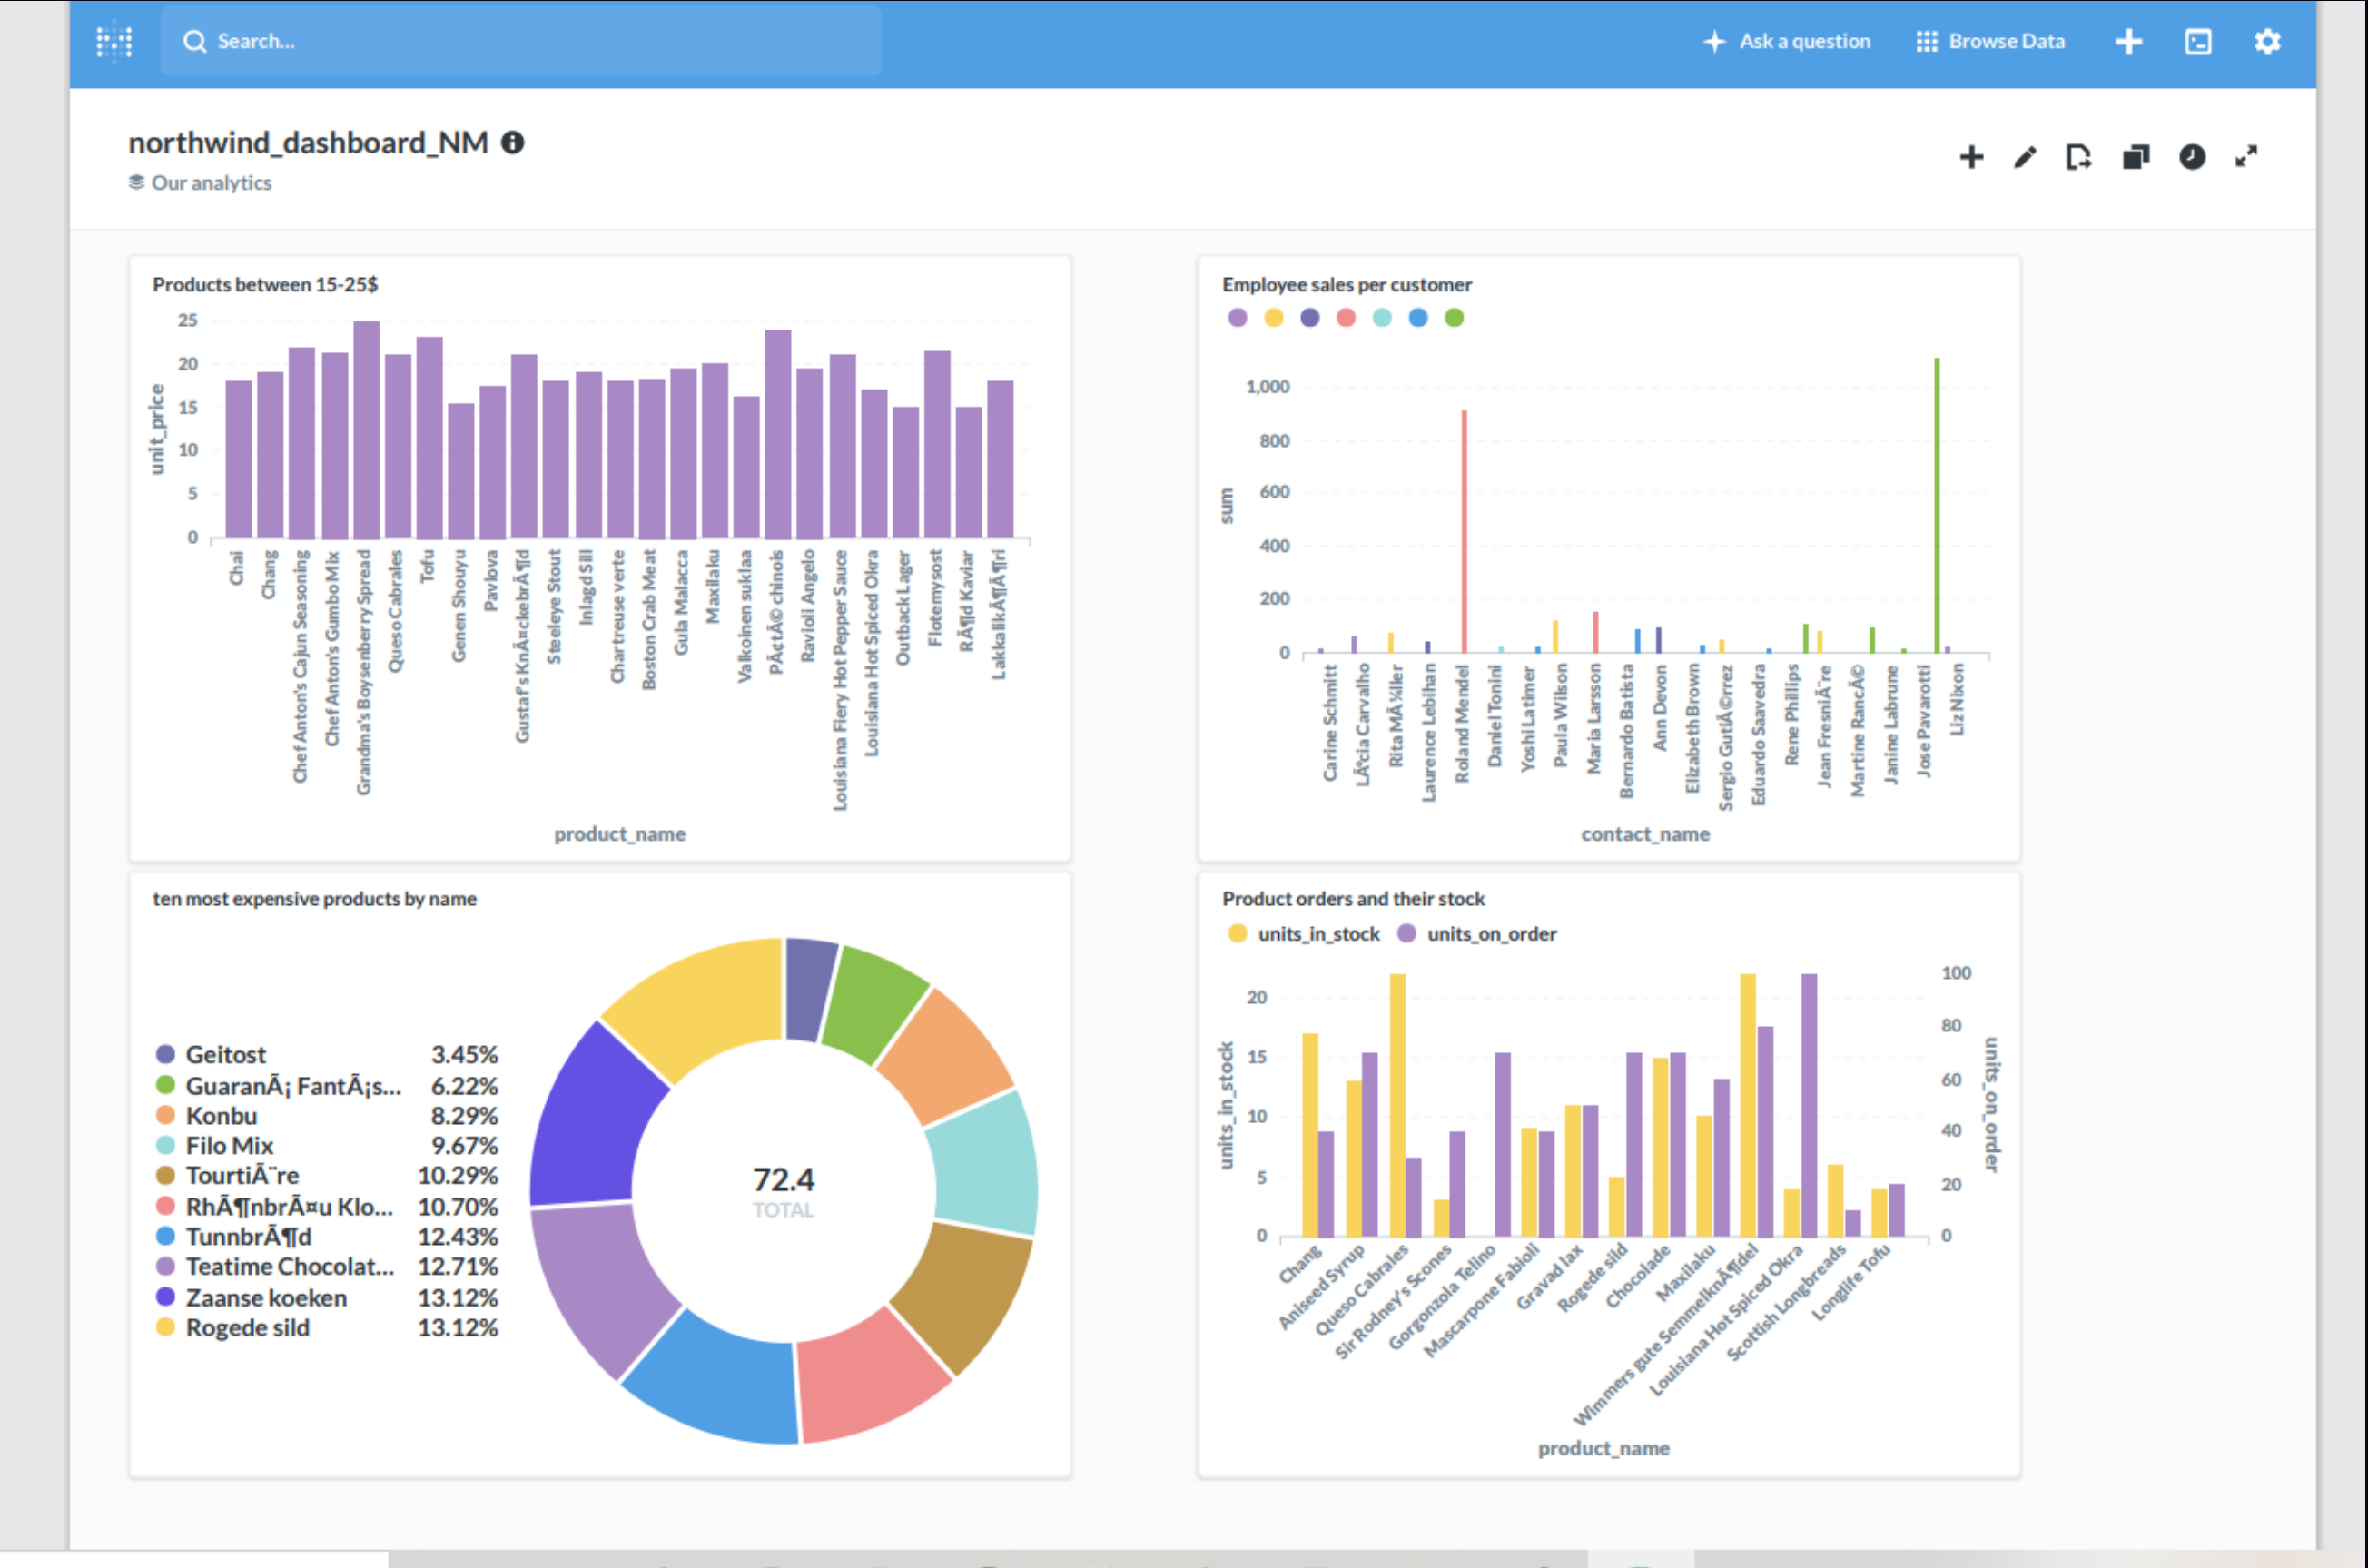 Search...
Ask a question
Browse Data
northwind_dashboard_NM
Our analytics
Products between 15-25$
25
20
15
10
5
0
unit_price
Chai
Chang
Chef Anton's Cajun Seasoning
Chef Anton's Gumbo Mix
Grandma's Boysenberry Spread
Queso Cabrales
Tofu
Genen Shouyu
Pavlova
Gustaf's KnÃ¤ckebrÃ¶d
Steeleye Stout
Inlagd Sill
Chartreuse verte
Boston Crab Meat
Gula Malacca
Maxilaku
Valkoinen suklaa
PÃ¢tÃ© chinois
Ravioli Angelo
Louisiana Fiery Hot Pepper Sauce
Louisiana Hot Spiced Okra
Outback Lager
Flotemysost
RÃ¶d Kaviar
LakkalikÃ¶Ã¶ri
product_name
Employee sales per customer
1,000
800
600
400
200
0
sum
Carine Schmitt
LÃºcia Carvalho
Rita MÃ¼ller
Laurence Lebihan
Roland Mendel
Daniel Tonini
Yoshi Latimer
Paula Wilson
Maria Larsson
Bernardo Batista
Ann Devon
Elizabeth Brown
Sergio GutiÃ©rrez
Eduardo Saavedra
Rene Phillips
Jean FresniÃ¨re
Martine RancÃ©
Janine Labrune
Jose Pavarotti
Liz Nixon
contact_name
ten most expensive products by name
Geitost 3.45%
GuaranÃ¡ FantÃ¡s... 6.22%
Konbu 8.29%
Filo Mix 9.67%
TourtiÃ¨re 10.29%
RhÃ¶nbrÃ¤u Klo... 10.70%
TunnbrÃ¶d 12.43%
Teatime Chocolat... 12.71%
Zaanse koeken 13.12%
Rogede sild 13.12%
72.4
TOTAL
Product orders and their stock
units_in_stock
units_on_order
20
15
10
5
0
units_in_stock
100
80
60
40
20
0
units_on_order
Chang
Aniseed Syrup
Queso Cabrales
Sir Rodney's Scones
Gorgonzola Telino
Mascarpone Fabioli
Gravad lax
Rogede sild
Chocolade
Maxilaku
Wimmers gute SemmelknÃ¶del
Louisiana Hot Spiced Okra
Scottish Longbreads
Longlife Tofu
product_name